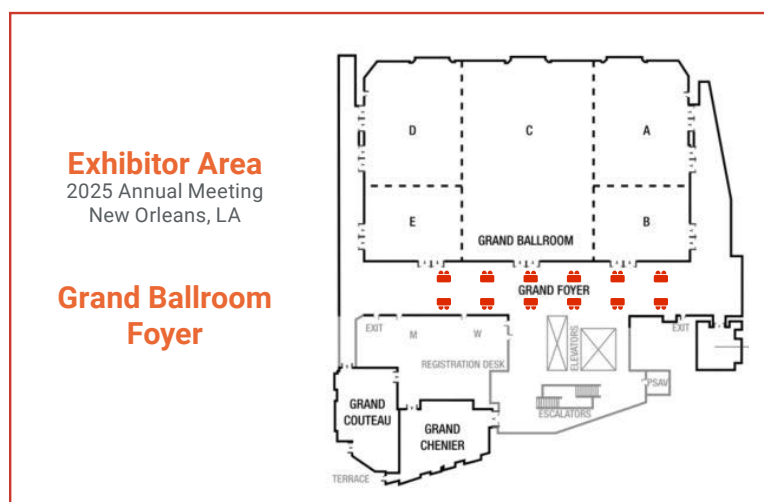 Exhibitor Area
2025 Annual Meeting
New Orleans, LA
Grand Ballroom
Foyer
D
C
A
E
B
GRAND BALLROOM
GRAND FOYER
EXIT
M
W
ELEVATORS
EXIT
REGISTRATION DESK
PSAV
GRAND
COUTEAU
ESCALATORS
GRAND
CHENIER
TERRACE